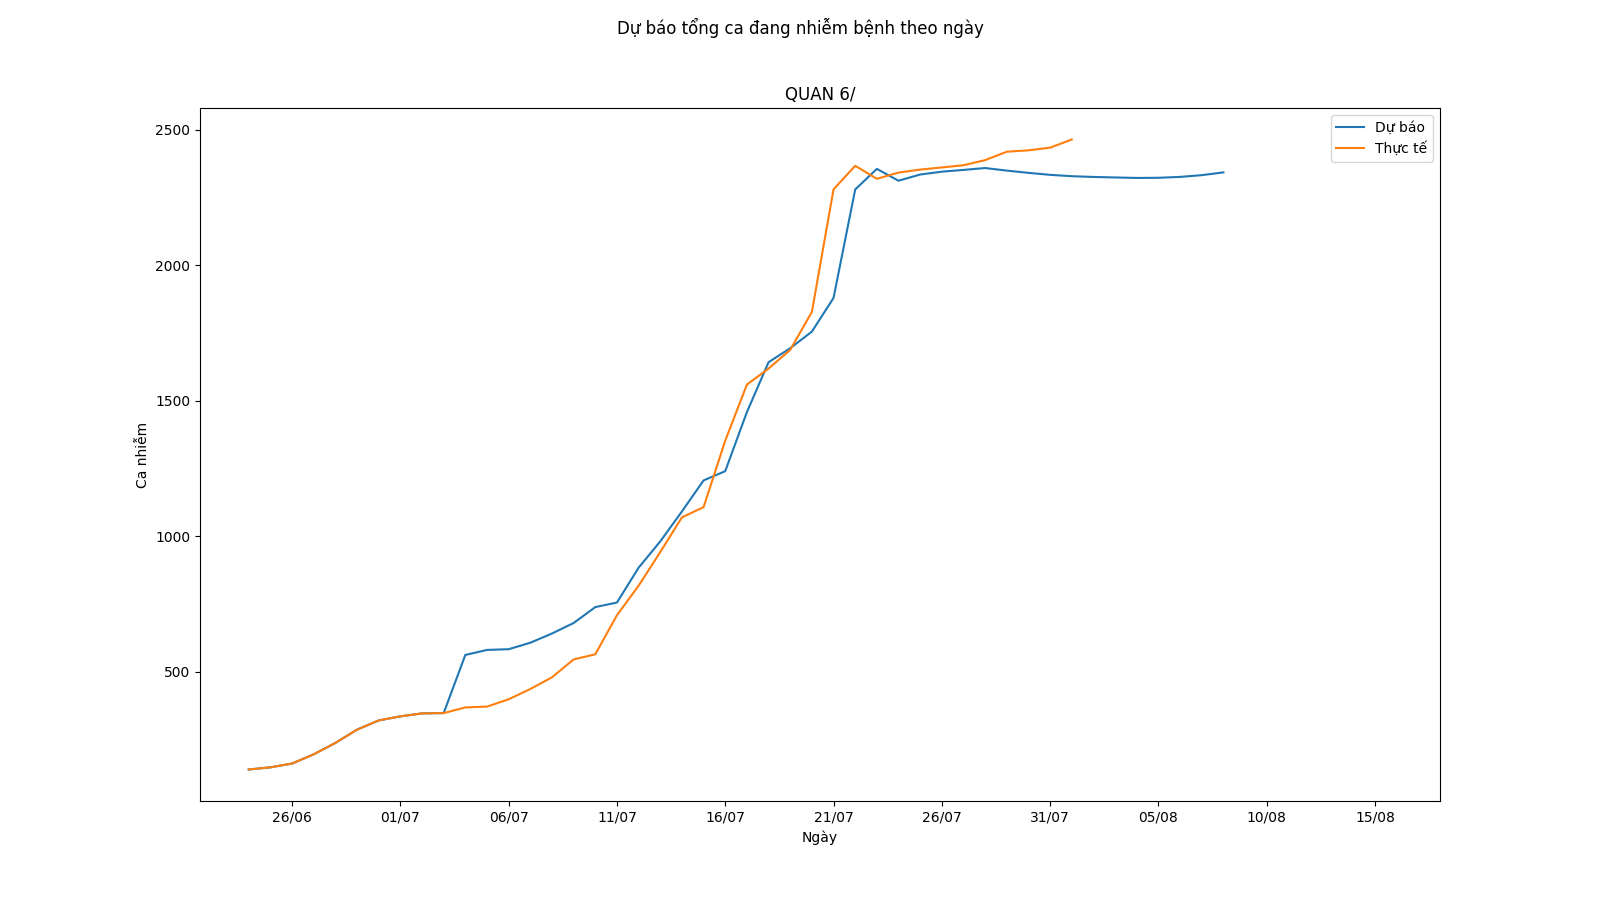 Dự báo tổng ca đang nhiễm bệnh theo ngày
QUAN 6/
Dự báo
Thực tế
2500
2000
1500
1000
500
Ca nhiễm
26/06
01/07
06/07
11/07
16/07
21/07
26/07
31/07
05/08
10/08
15/08
Ngày